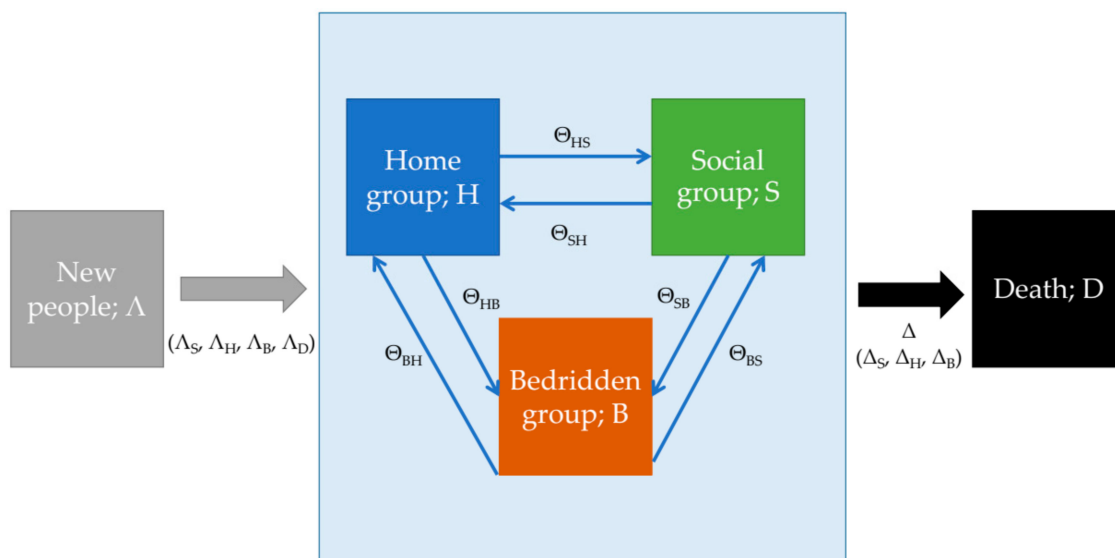 Home
group; H
Θ_HS
Social
group; S
Θ_SH
New
people; Λ
(Λ_S, Λ_H, Λ_B, Λ_D)
Θ_HB
Θ_SB
Θ_BH
Θ_BS
Bedridden
group; B
Death; D
Δ
(Δ_S, Δ_H, Δ_B)